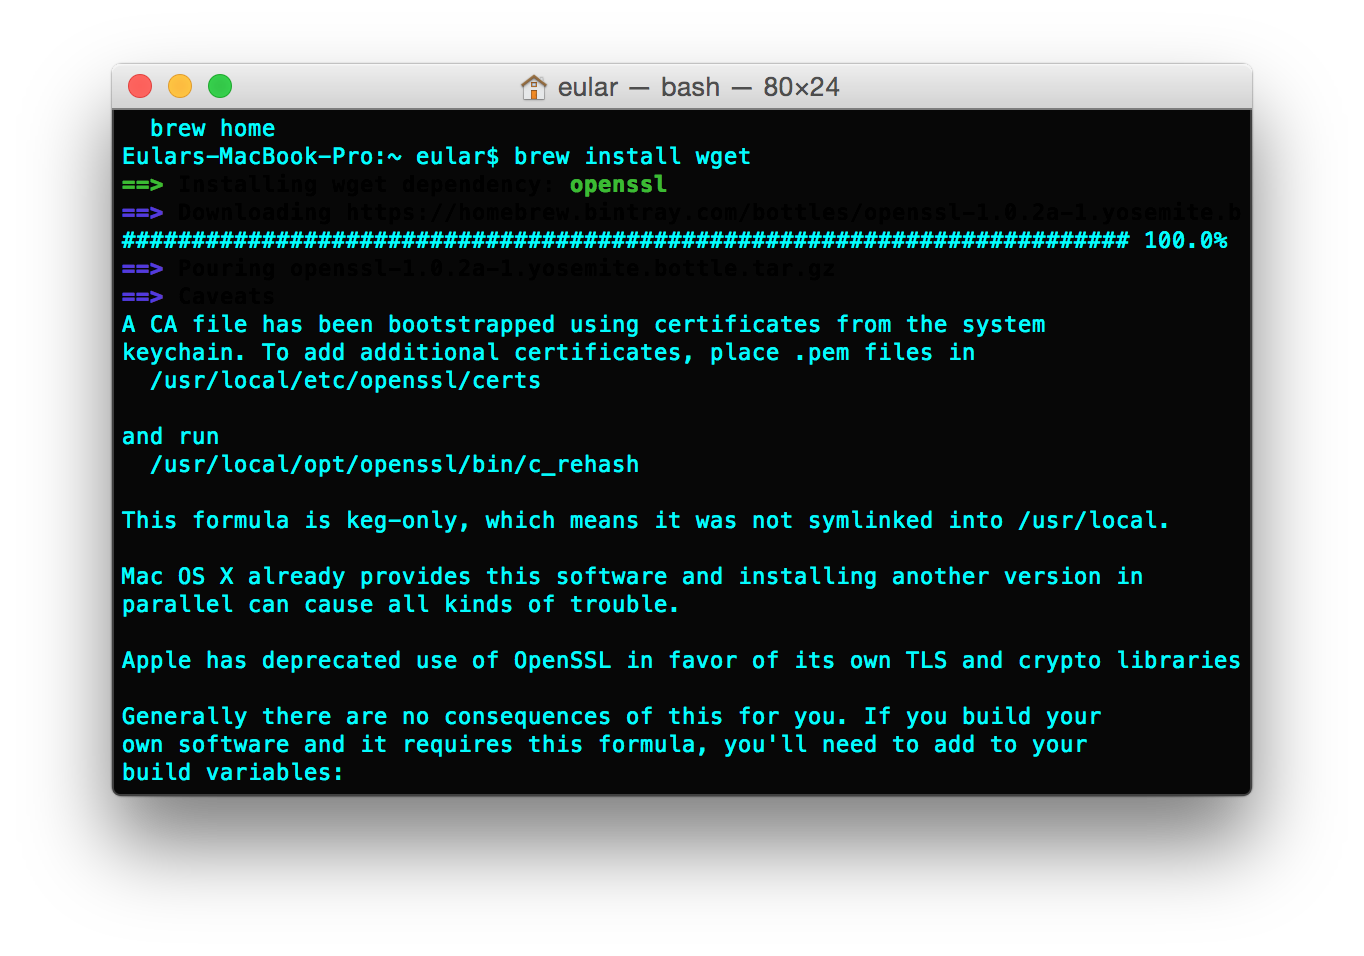 eular — bash — 80×24
brew home
Eulars-MacBook-Pro:~ eular$ brew install wget
==> Installing wget dependency: openssl
==> Downloading https://homebrew.bintray.com/bottles/openssl-1.0.2a-1.yosemite.b
######################################################################## 100.0%
==> Pouring openssl-1.0.2a-1.yosemite.bottle.tar.gz
==> Caveats
A CA file has been bootstrapped using certificates from the system
keychain. To add additional certificates, place .pem files in
/usr/local/etc/openssl/certs
and run
/usr/local/opt/openssl/bin/c_rehash
This formula is keg-only, which means it was not symlinked into /usr/local.
Mac OS X already provides this software and installing another version in
parallel can cause all kinds of trouble.
Apple has deprecated use of OpenSSL in favor of its own TLS and crypto libraries
Generally there are no consequences of this for you. If you build your
own software and it requires this formula, you'll need to add to your
build variables: